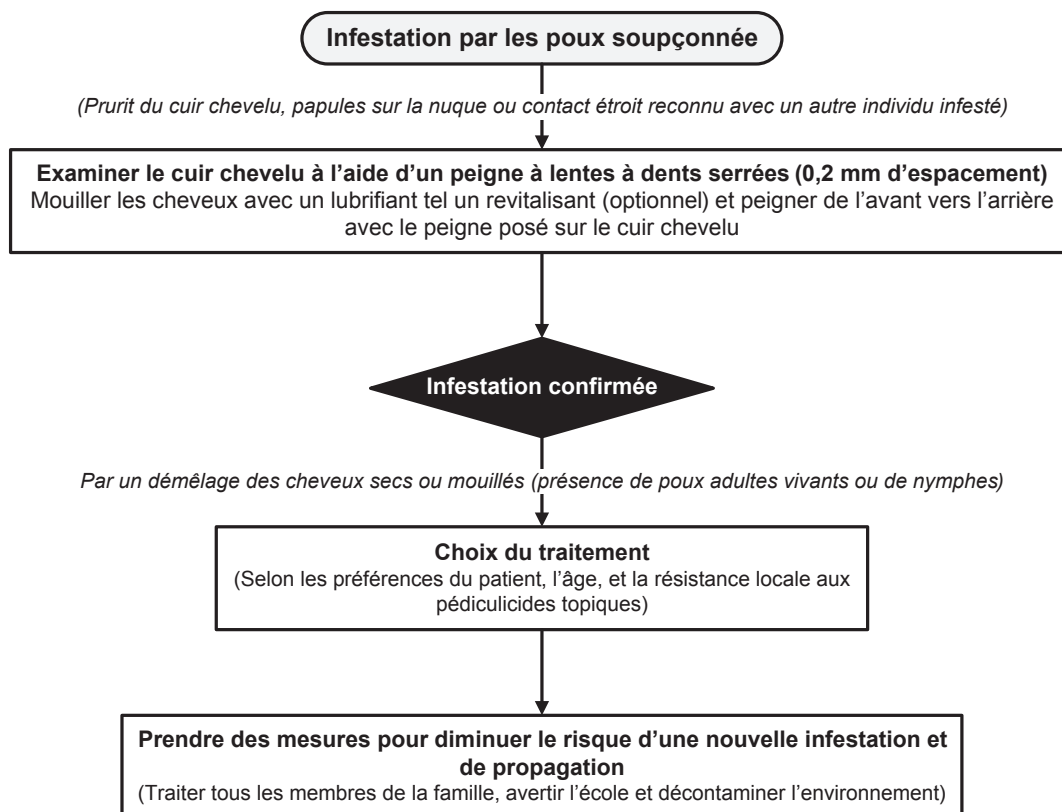 Infestation par les poux soupçonnée
(Prurit du cuir chevelu, papules sur la nuque ou contact étroit reconnu avec un autre individu infesté)
Examiner le cuir chevelu à l’aide d’un peigne à lentes à dents serrées (0,2 mm d’espacement)
Mouiller les cheveux avec un lubrifiant tel un revitalisant (optionnel) et peigner de l’avant vers l’arrière
avec le peigne posé sur le cuir chevelu
Infestation confirmée
Par un démêlage des cheveux secs ou mouillés (présence de poux adultes vivants ou de nymphes)
Choix du traitement
(Selon les préférences du patient, l’âge, et la résistance locale aux
pédiculicides topiques)
Prendre des mesures pour diminuer le risque d’une nouvelle infestation et
de propagation
(Traiter tous les membres de la famille, avertir l’école et décontaminer l’environnement)